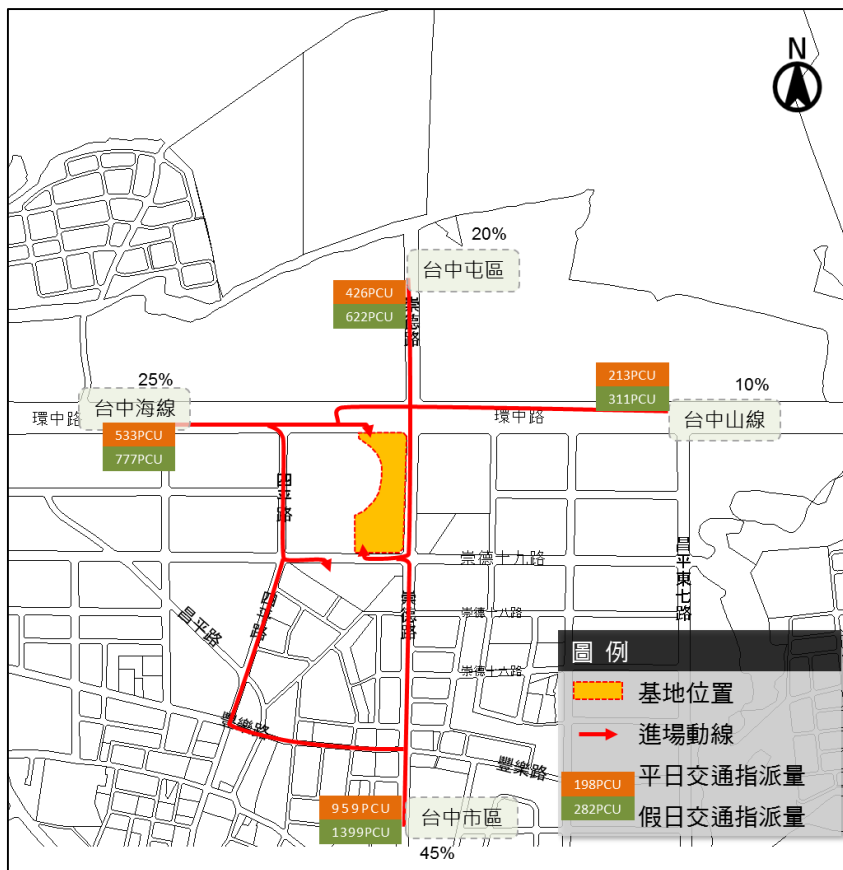 N
20%
台中屯區
426PCU
622PCU
崇德路
213PCU
311PCU
10%
25%
台中海線
環中路
環中路
台中山線
533PCU
777PCU
四平路
崇德十九路
昌平東七路
四平路
崇德路
崇德十八路
昌平路
崇德十六路
豐樂路
豐樂路
圖 例
基地位置
進場動線
198PCU
282PCU
平日交通指派量
假日交通指派量
959PCU
1399PCU
台中市區
45%